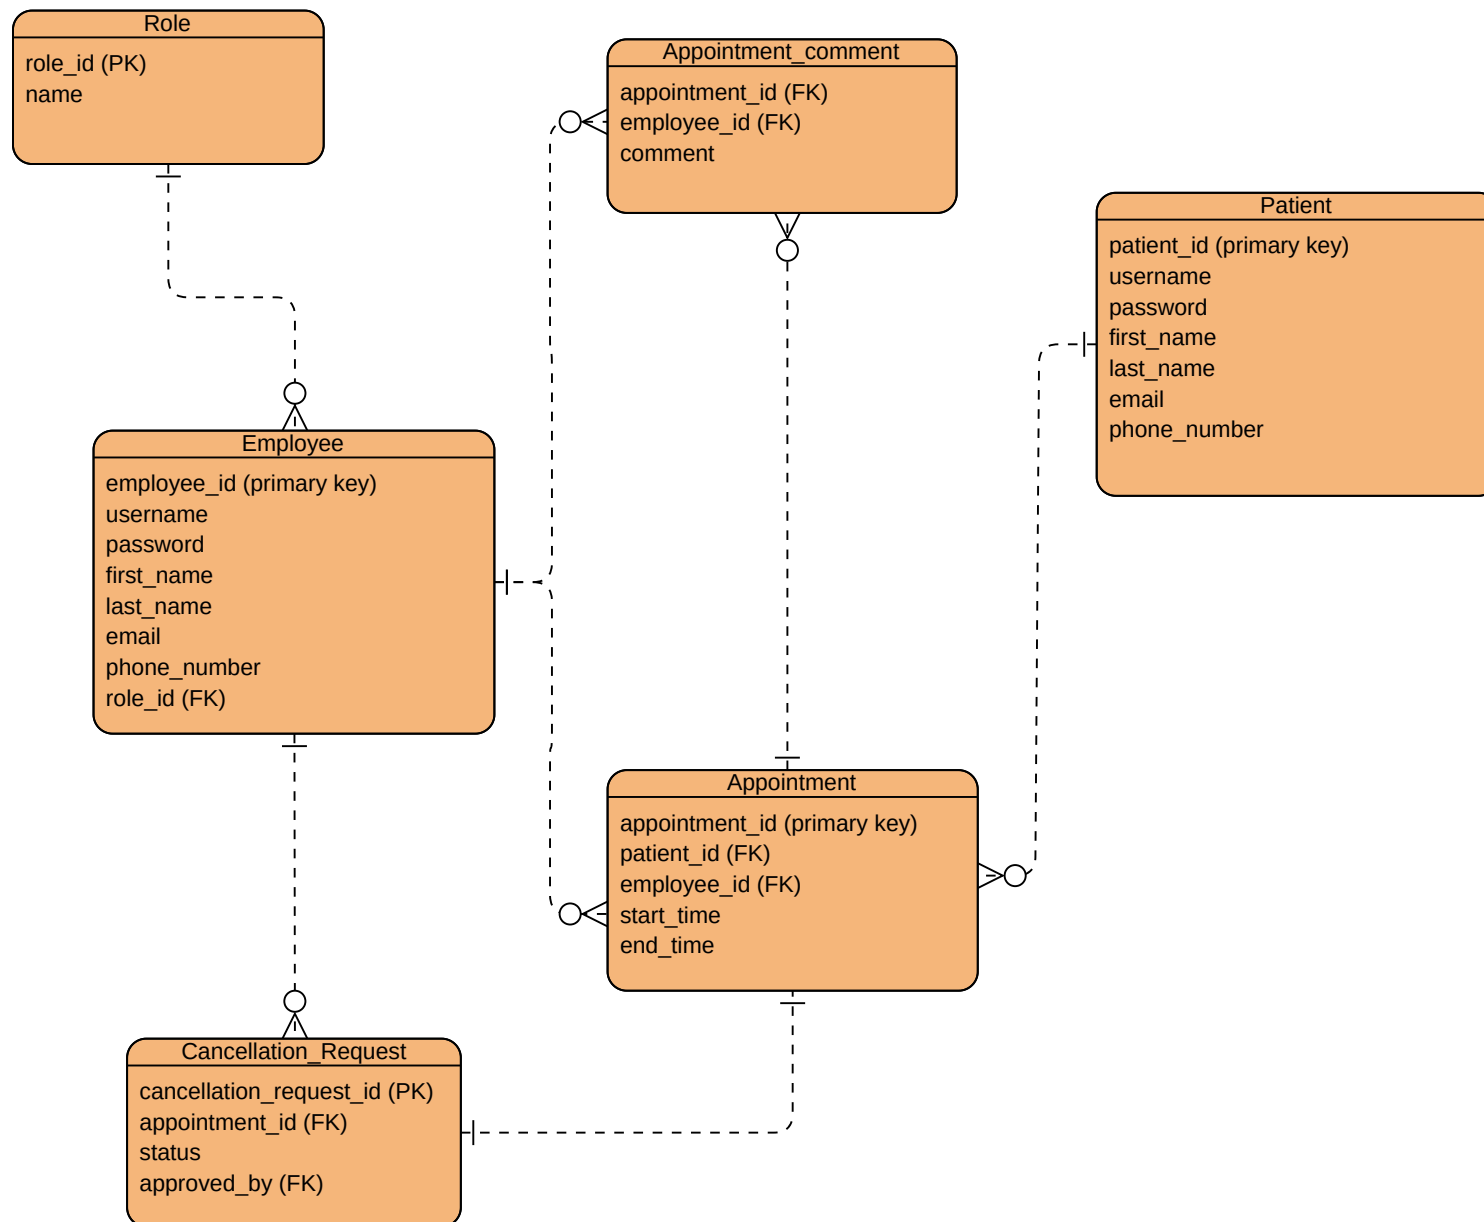 Role
role_id (PK)
name
Appointment_comment
appointment_id (FK)
employee_id (FK)
comment
Patient
patient_id (primary key)
username
password
first_name
last_name
email
phone_number
Employee
employee_id (primary key)
username
password
first_name
last_name
email
phone_number
role_id (FK)
Appointment
appointment_id (primary key)
patient_id (FK)
employee_id (FK)
start_time
end_time
Cancellation_Request
cancellation_request_id (PK)
appointment_id (FK)
status
approved_by (FK)